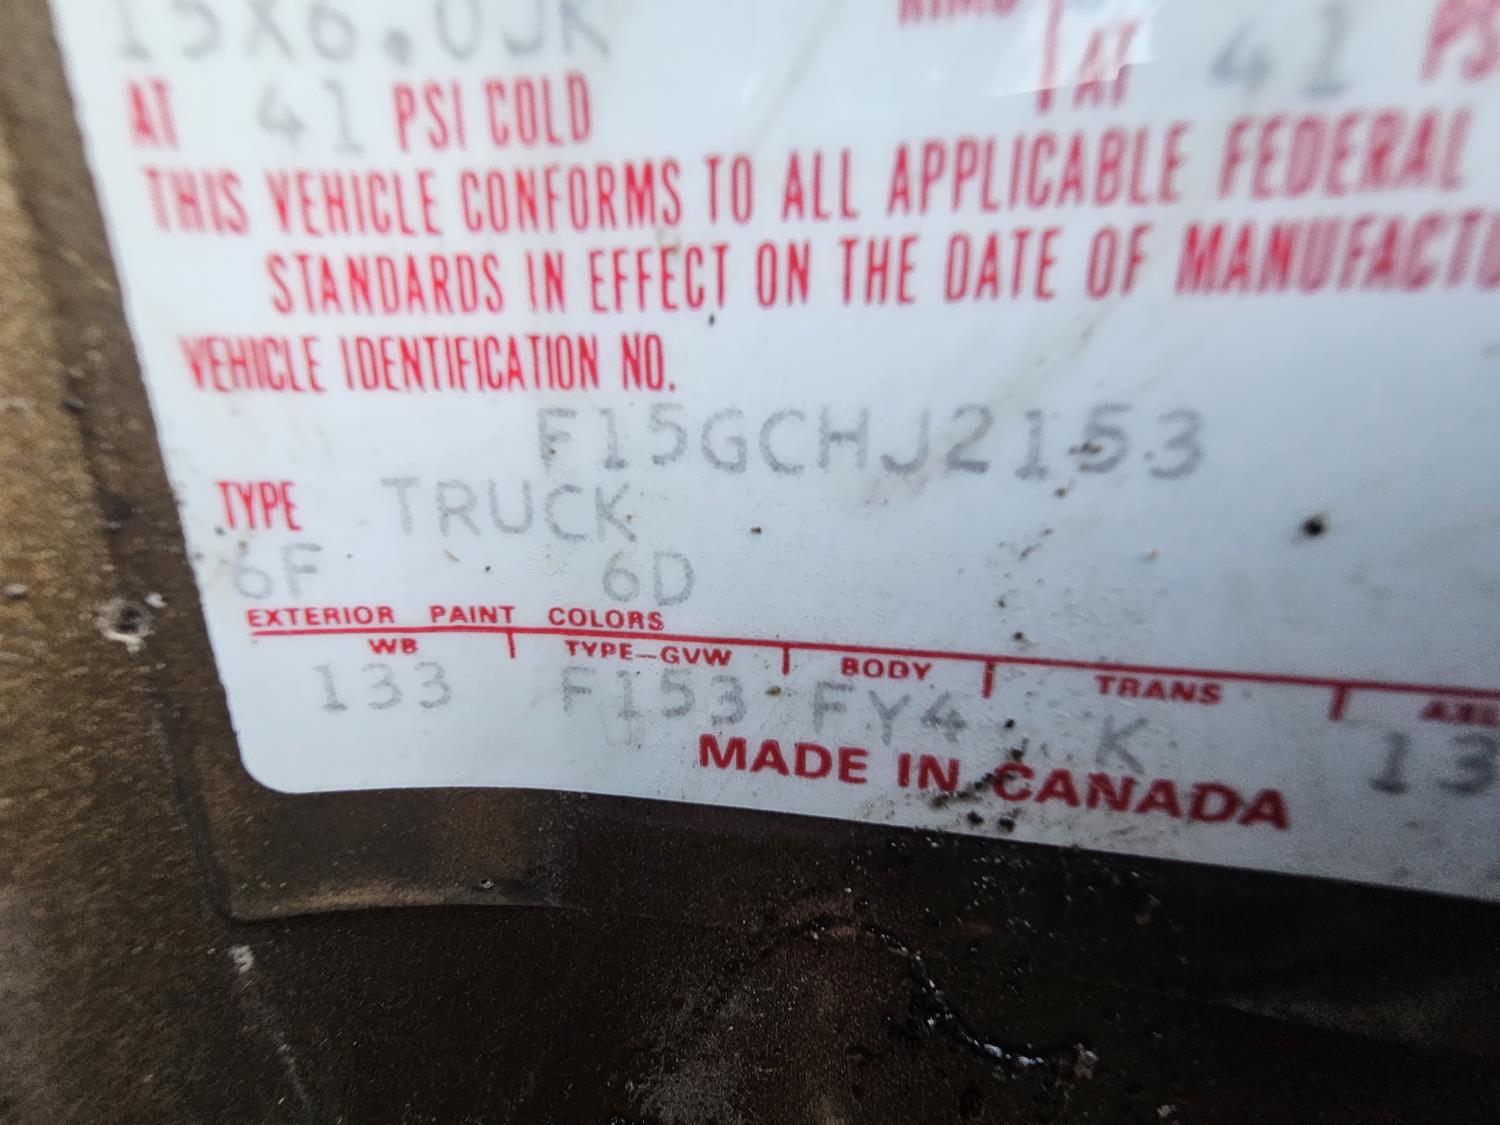 15X6.0JK RIMS
AT 41 PSI COLD AT 41
THIS VEHICLE CONFORMS TO ALL APPLICABLE FEDERAL
STANDARDS IN EFFECT ON THE DATE OF MANUFACTU
VEHICLE IDENTIFICATION NO.
F15GCHJ2153
TYPE TRUCK
6F 6D
EXTERIOR PAINT COLORS
WB TYPE-GVW BODY TRANS
133 F153 FY4 K 13
MADE IN CANADA